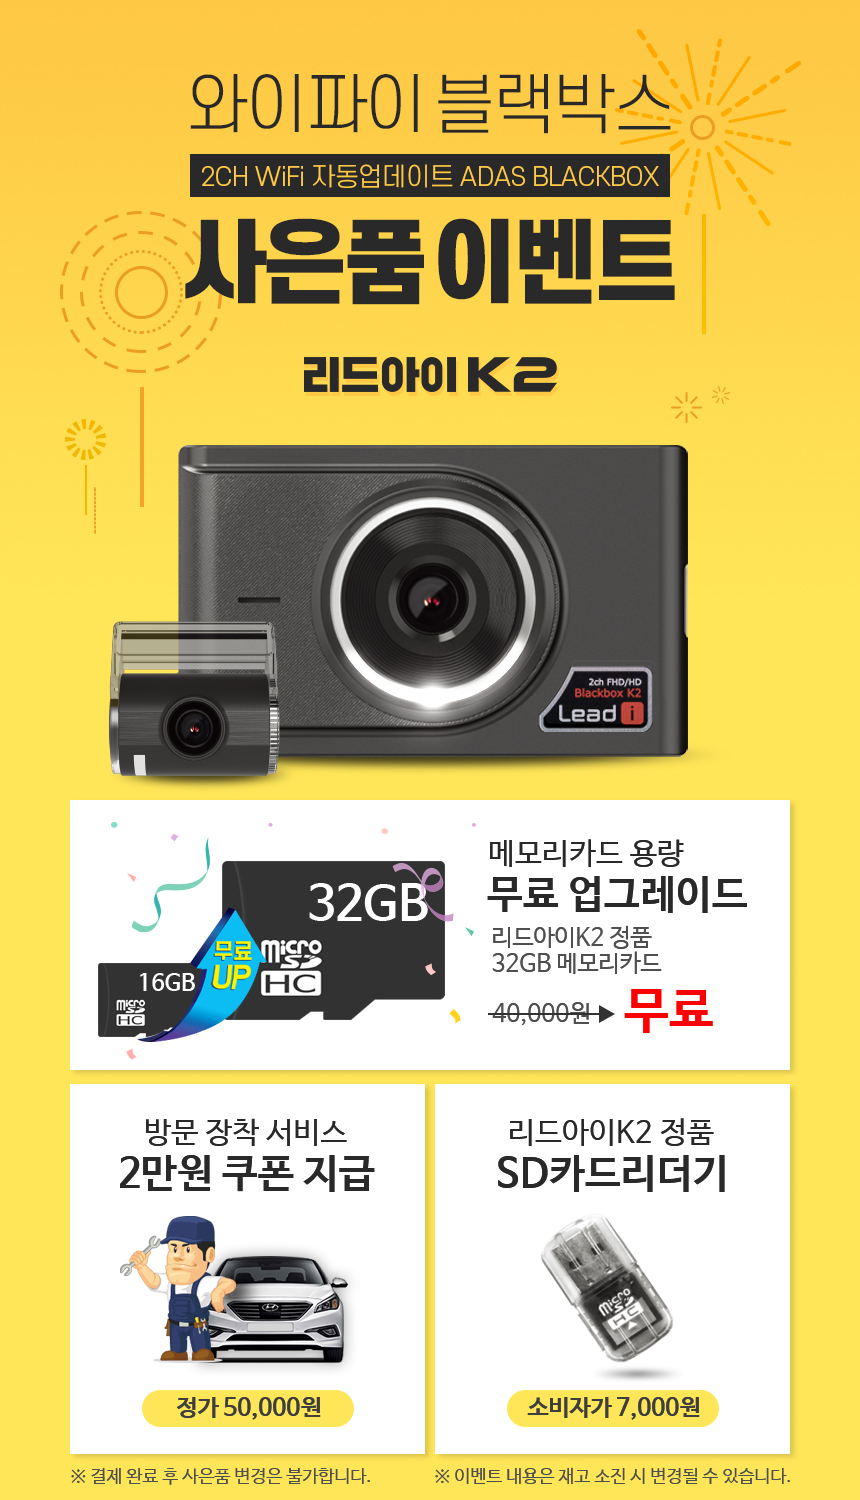 와이파이 블랙박스
2CH WiFi 자동업데이트 ADAS BLACKBOX
사은품 이벤트
리드아이 K2
2ch FHD/HD
Blackbox K2
Lead i
메모리카드 용량
무료 업그레이드
리드아이K2 정품
32GB 메모리카드
40,000원 ▶ 무료
32GB
micro
SD
HC
무료
UP
16GB
micro
SD
HC
방문 장착 서비스
2만원 쿠폰 지급
정가 50,000원
리드아이K2 정품
SD카드리더기
micro
SD
HC
소비자가 7,000원
※ 결제 완료 후 사은품 변경은 불가합니다.
※ 이벤트 내용은 재고 소진 시 변경될 수 있습니다.